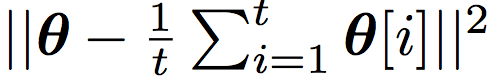 ||𝜽 − 1/t ∑_{i=1}^{t} 𝜽[i]||²